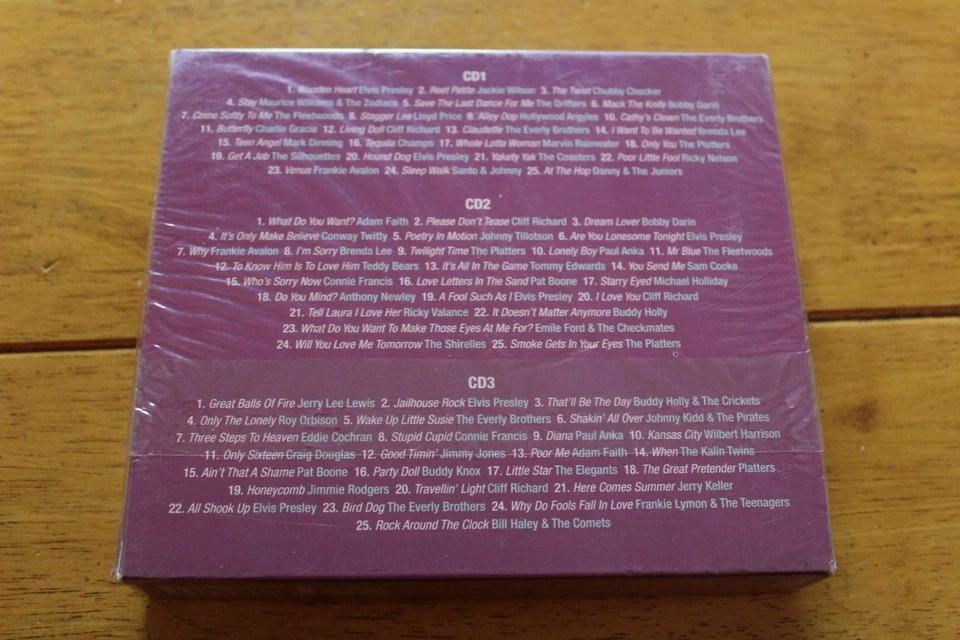 CD1
1. Wooden Heart Elvis Presley 2. Reet Petite Jackie Wilson 3. The Twist Chubby Checker
4. Stay Maurice Williams & The Zodiacs 5. Save The Last Dance For Me The Drifters 6. Mack The Knife Bobby Darin
7. Come Softly To Me The Fleetwoods 8. Stagger Lee Lloyd Price 9. Alley Oop Hollywood Argyles 10. Cathy's Clown The Everly Brothers
11. Butterfly Charlie Gracie 12. Living Doll Cliff Richard 13. Claudette The Everly Brothers 14. I Want To Be Wanted Brenda Lee
15. Teen Angel Mark Dinning 16. Tequila Champs 17. Whole Lotta Woman Marvin Rainwater 18. Only You The Platters
19. Get A Job The Silhouettes 20. Hound Dog Elvis Presley 21. Yakety Yak The Coasters 22. Poor Little Fool Ricky Nelson
23. Venus Frankie Avalon 24. Sleep Walk Santo & Johnny 25. At The Hop Danny & The Juniors
CD2
1. What Do You Want? Adam Faith 2. Please Don't Tease Cliff Richard 3. Dream Lover Bobby Darin
4. It's Only Make Believe Conway Twitty 5. Poetry In Motion Johnny Tillotson 6. Are You Lonesome Tonight Elvis Presley
7. Why Frankie Avalon 8. I'm Sorry Brenda Lee 9. Twilight Time The Platters 10. Lonely Boy Paul Anka 11. Mr Blue The Fleetwoods
12. To Know Him Is To Love Him Teddy Bears 13. It's All In The Game Tommy Edwards 14. You Send Me Sam Cooke
15. Who's Sorry Now Connie Francis 16. Love Letters In The Sand Pat Boone 17. Starry Eyed Michael Holliday
18. Do You Mind? Anthony Newley 19. A Fool Such As I Elvis Presley 20. I Love You Cliff Richard
21. Tell Laura I Love Her Ricky Valance 22. It Doesn't Matter Anymore Buddy Holly
23. What Do You Want To Make Those Eyes At Me For? Emile Ford & The Checkmates
24. Will You Love Me Tomorrow The Shirelles 25. Smoke Gets In Your Eyes The Platters
CD3
1. Great Balls Of Fire Jerry Lee Lewis 2. Jailhouse Rock Elvis Presley 3. That'll Be The Day Buddy Holly & The Crickets
4. Only The Lonely Roy Orbison 5. Wake Up Little Susie The Everly Brothers 6. Shakin' All Over Johnny Kidd & The Pirates
7. Three Steps To Heaven Eddie Cochran 8. Stupid Cupid Connie Francis 9. Diana Paul Anka 10. Kansas City Wilbert Harrison
11. Only Sixteen Craig Douglas 12. Good Timin' Jimmy Jones 13. Poor Me Adam Faith 14. When The Kalin Twins
15. Ain't That A Shame Pat Boone 16. Party Doll Buddy Knox 17. Little Star The Elegants 18. The Great Pretender Platters
19. Honeycomb Jimmie Rodgers 20. Travellin' Light Cliff Richard 21. Here Comes Summer Jerry Keller
22. All Shook Up Elvis Presley 23. Bird Dog The Everly Brothers 24. Why Do Fools Fall In Love Frankie Lymon & The Teenagers
25. Rock Around The Clock Bill Haley & The Comets